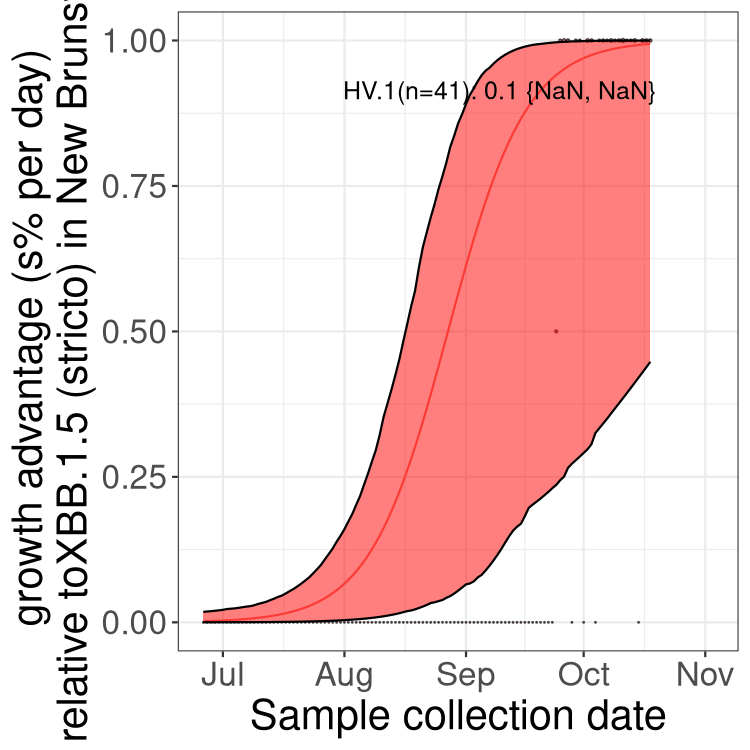 growth advantage (s% per day)
relative toXBB.1.5 (stricto) in New Bruns
1.00
0.75
0.50
0.25
0.00
HV.1(n=41): 0.1 {NaN, NaN}
Jul Aug Sep Oct Nov
Sample collection date